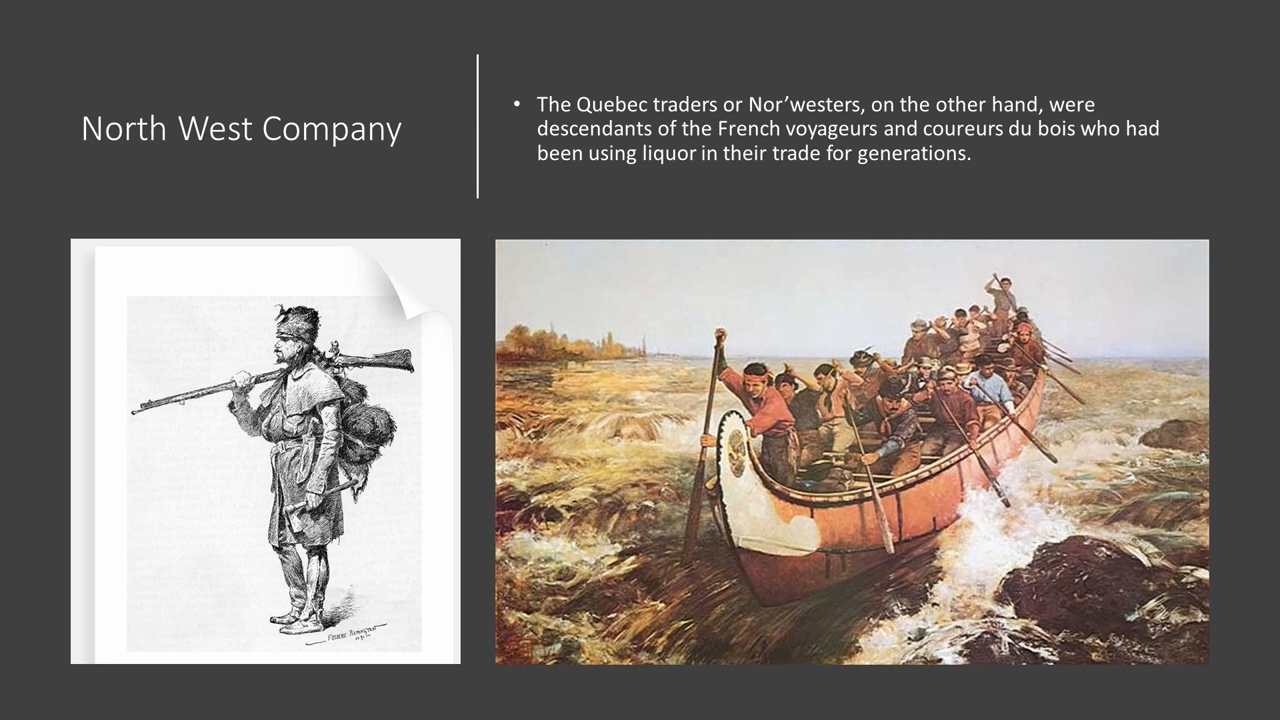 North West Company
• The Quebec traders or Nor’westers, on the other hand, were
descendants of the French voyageurs and coureurs du bois who had
been using liquor in their trade for generations.